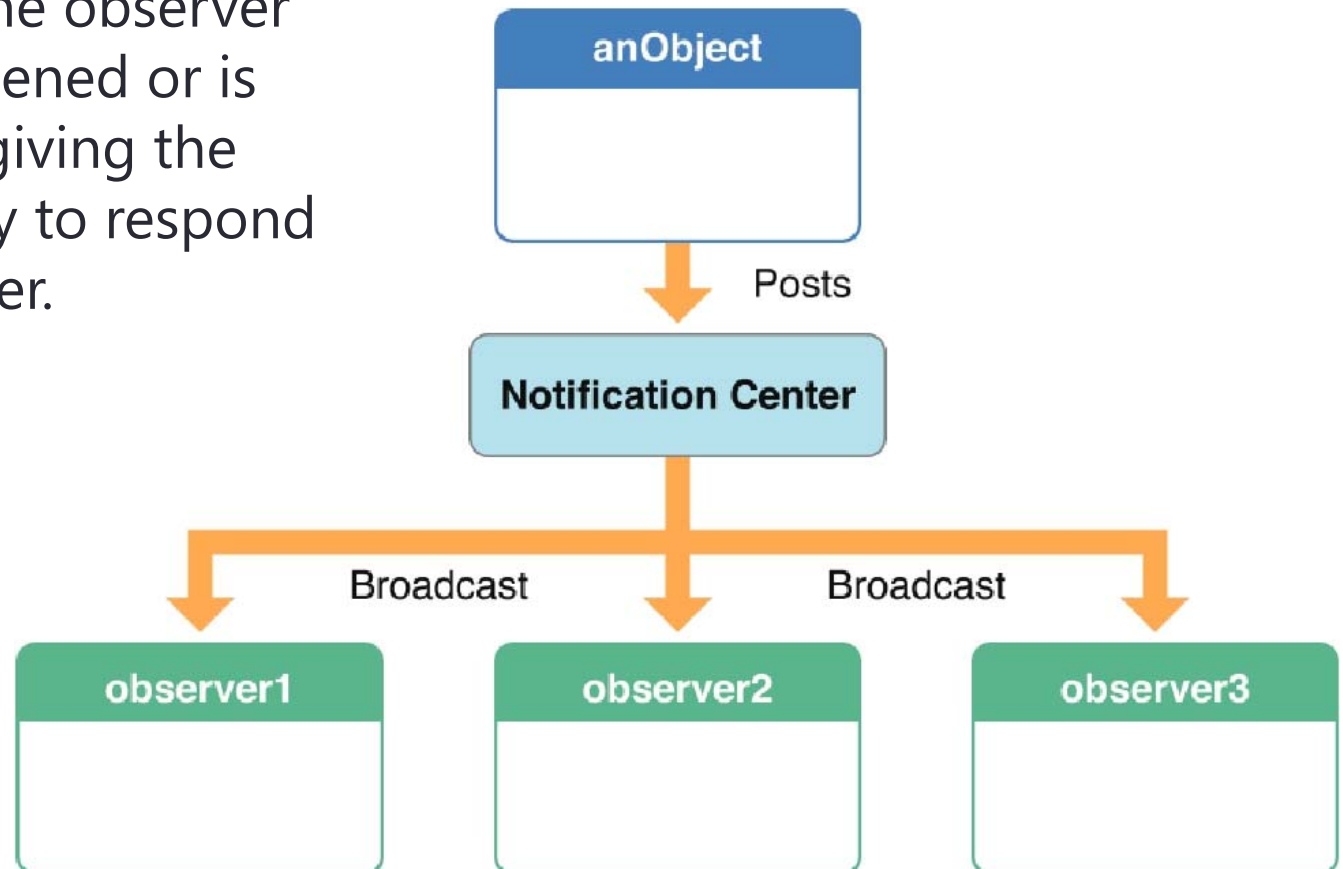 he observer
ened or is
giving the
y to respond
er.
anObject
Posts
Notification Center
Broadcast
Broadcast
observer1
observer2
observer3